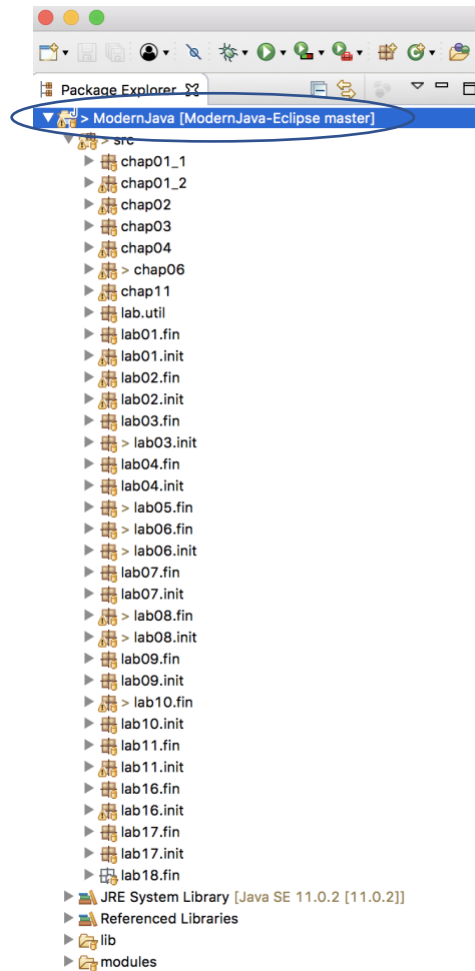 Package Explorer
> ModernJava [ModernJava-Eclipse master]
> src
chap01_1
chap01_2
chap02
chap03
chap04
> chap06
chap11
lab.util
lab01.fin
lab01.init
lab02.fin
lab02.init
lab03.fin
> lab03.init
lab04.fin
lab04.init
> lab05.fin
> lab06.fin
> lab06.init
lab07.fin
lab07.init
> lab08.fin
> lab08.init
lab09.fin
lab09.init
> lab10.fin
lab10.init
lab11.fin
lab11.init
lab16.fin
lab16.init
lab17.fin
lab17.init
lab18.fin
JRE System Library [Java SE 11.0.2 [11.0.2]]
Referenced Libraries
lib
modules